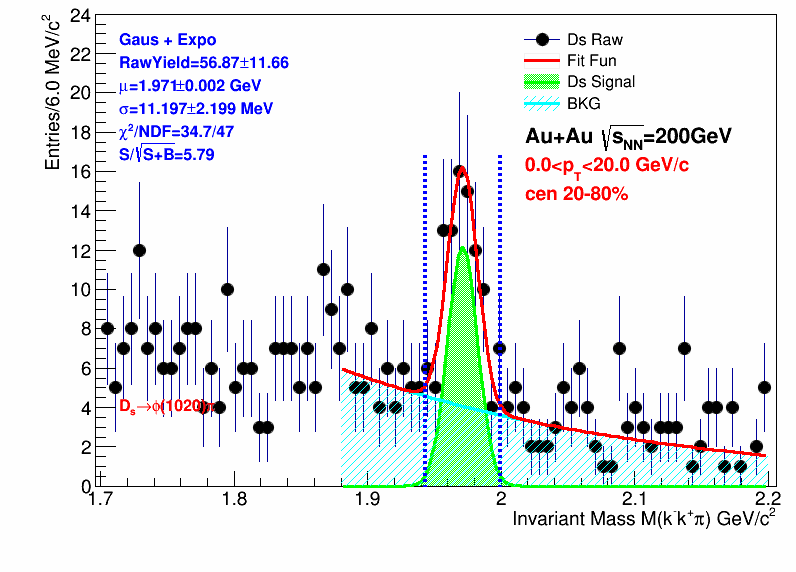 24
22
20
18
16
14
12
10
8
6
4
2
0
Entries/6.0 MeV/c²
Gaus + Expo
RawYield=56.87±11.66
μ=1.971±0.002 GeV
σ=11.197±2.199 MeV
χ²/NDF=34.7/47
S/√S+B=5.79
Ds Raw
Fit Fun
Ds Signal
BKG
Au+Au √sNN=200GeV
0.0<pT<20.0 GeV/c
cen 20-80%
Ds→φ(1020)
1.7 1.8 1.9 2 2.1 2.2
Invariant Mass M(k⁻k⁺π) GeV/c²